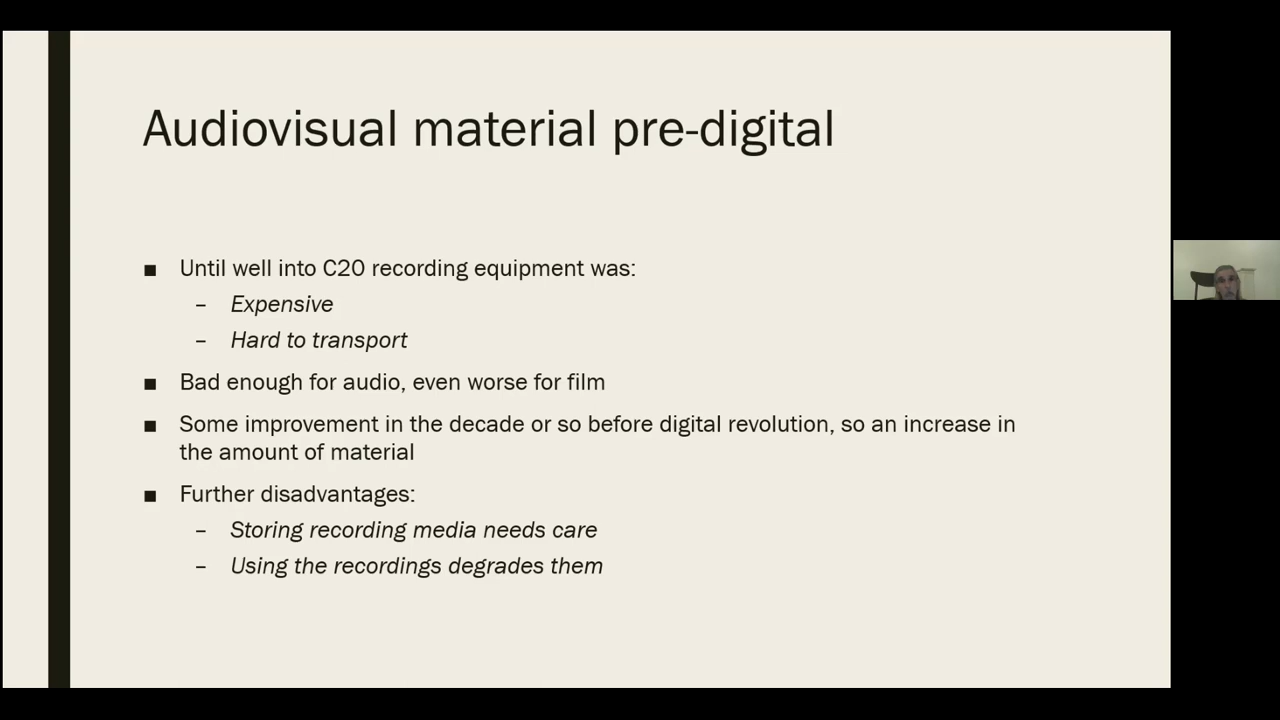 Audiovisual material pre-digital
■ Until well into C20 recording equipment was:
– Expensive
– Hard to transport
■ Bad enough for audio, even worse for film
■ Some improvement in the decade or so before digital revolution, so an increase in
the amount of material
■ Further disadvantages:
– Storing recording media needs care
– Using the recordings degrades them